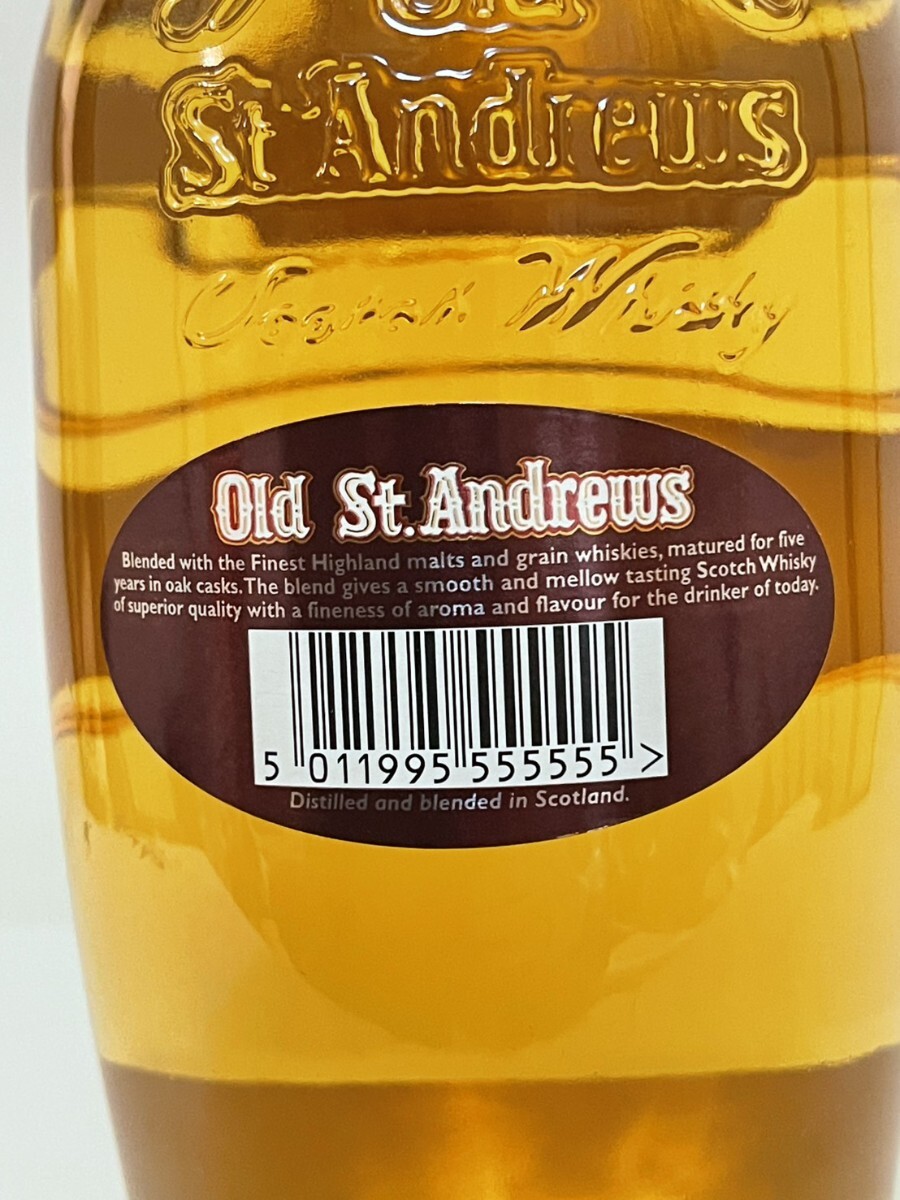 Old
St. Andrews
Scotch Whisky
Old St. Andrews
Blended with the Finest Highland malts and grain whiskies, matured for five
years in oak casks. The blend gives a smooth and mellow tasting Scotch Whisky
of superior quality with a fineness of aroma and flavour for the drinker of today.
5 011995 555555 >
Distilled and blended in Scotland.